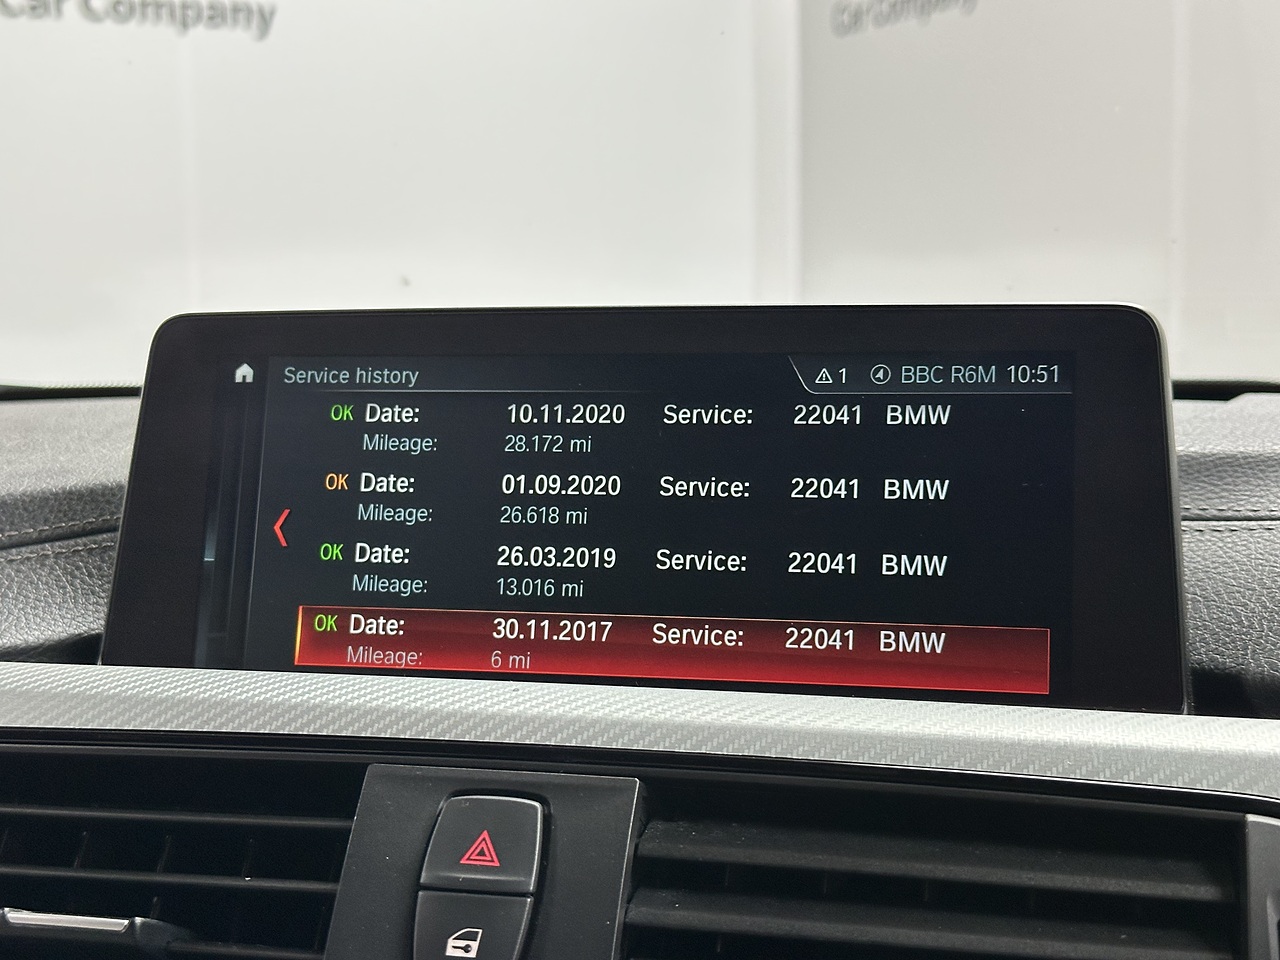 Car Company
Car Company
Service history 1 BBC R6M 10:51
OK Date: 10.11.2020 Service: 22041 BMW
Mileage: 28.172 mi
OK Date: 01.09.2020 Service: 22041 BMW
Mileage: 26.618 mi
OK Date: 26.03.2019 Service: 22041 BMW
Mileage: 13.016 mi
OK Date: 30.11.2017 Service: 22041 BMW
Mileage: 6 mi